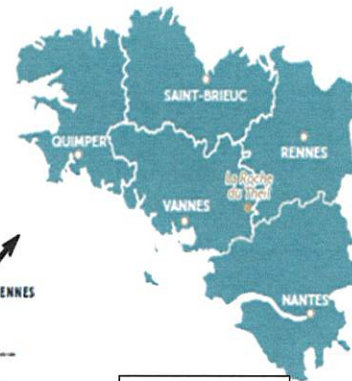 SAINT-BRIEUC
QUIMPER
RENNES
La Roche
du Theil
VANNES
ENNES
NANTES